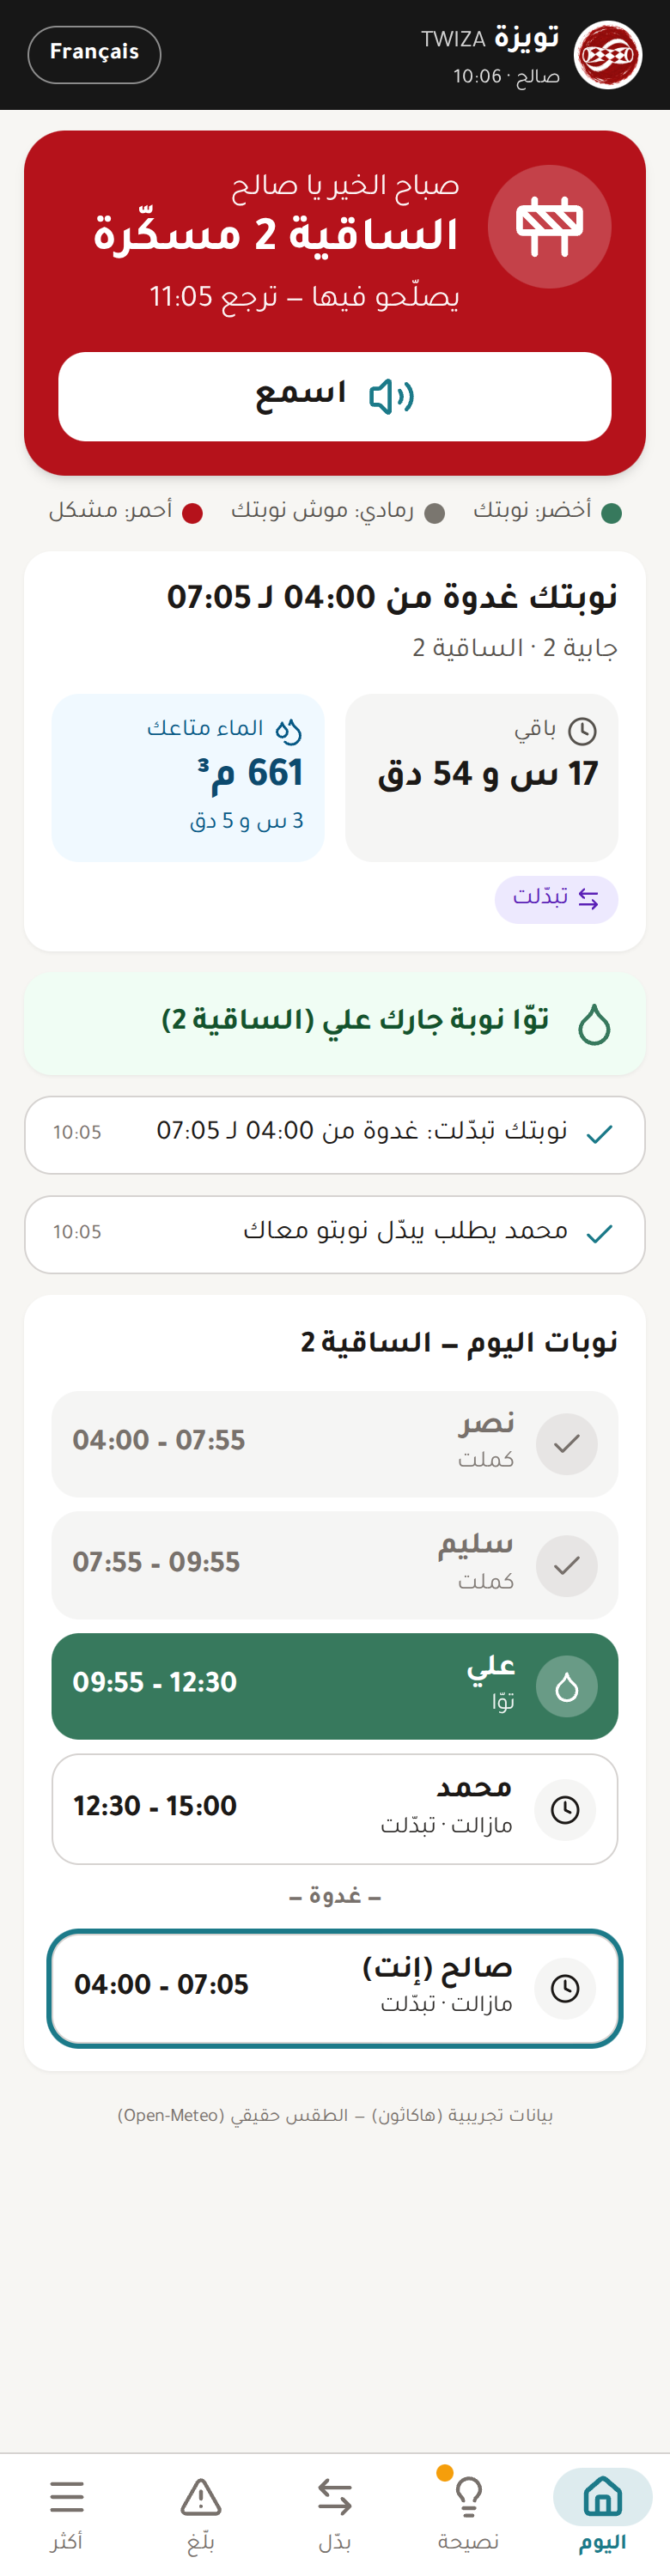 تويزة TWIZA
صالح · 10:06
Français
صباح الخير يا صالح
الساقية 2 مسكّرة
يصلّحو فيها – ترجع 11:05
اسمع
أخضر: نوبتك
رمادي: موش نوبتك
أحمر: مشكل
نوبتك غدوة من 04:00 لـ 07:05
جابية 2 · الساقية 2
باقي
17 س و 54 دق
الماء متاعك
661 م³
3 س و 5 دق
تبدّلت
توّا نوبة جارك علي (الساقية 2)
نوبتك تبدّلت: غدوة من 04:00 لـ 07:05
10:05
محمد يطلب يبدّل نوبتو معاك
10:05
نوبات اليوم – الساقية 2
نصر
كملت
04:00 - 07:55
سليم
كملت
07:55 - 09:55
علي
توّا
09:55 - 12:30
محمد
مازالت · تبدّلت
12:30 - 15:00
– غدوة –
صالح (إنت)
مازالت · تبدّلت
04:00 - 07:05
بيانات تجريبية (هاكاثون) – الطقس حقيقي (Open-Meteo)
اليوم
نصيحة
بدّل
بلّغ
أكثر